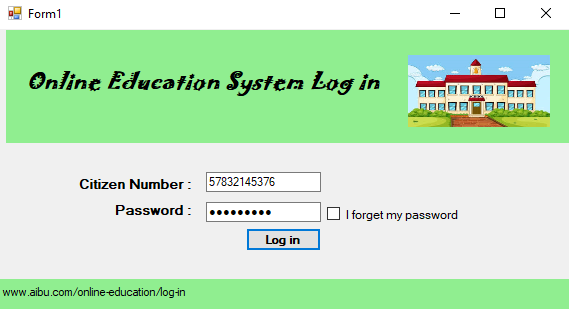 Form1
Online Education System Log in
Citizen Number : 57832145376
Password : ●●●●●●●●● I forget my password
Log in
www.aibu.com/online-education/log-in